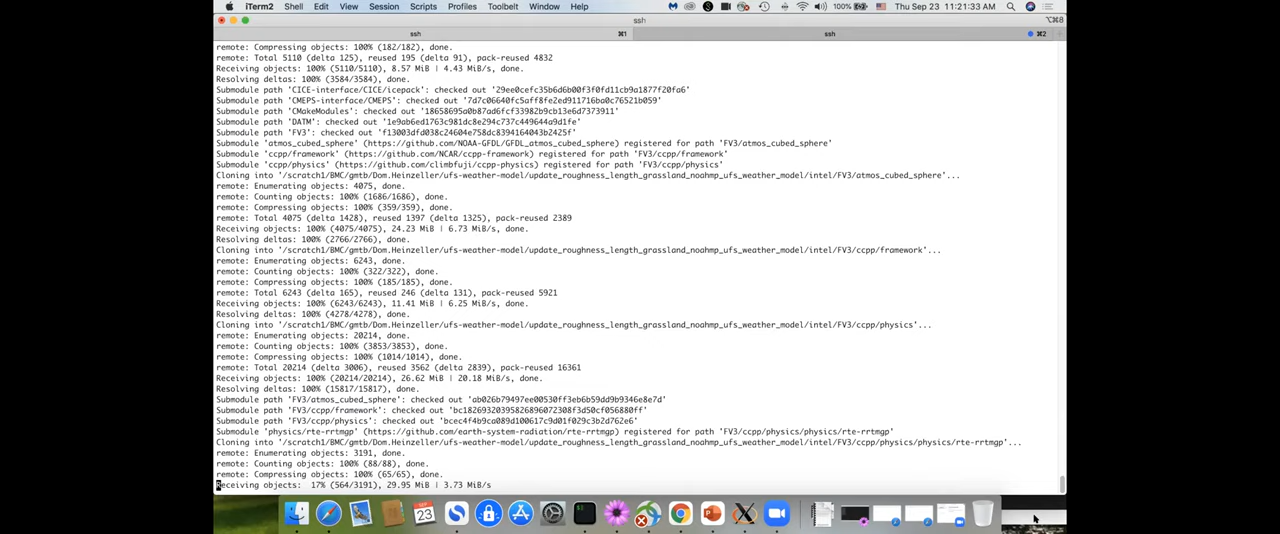 iTerm2 Shell Edit View Session Scripts Profiles Toolbelt Window Help 100% Thu Sep 23 11:21:33 AM
ssh ⌥⌘8
ssh ⌘1 ssh ⌘2
remote: Compressing objects: 100% (182/182), done.
remote: Total 5110 (delta 125), reused 195 (delta 91), pack-reused 4832
Receiving objects: 100% (5110/5110), 8.57 MiB | 4.43 MiB/s, done.
Resolving deltas: 100% (3584/3584), done.
Submodule path 'CICE-interface/CICE/icepack': checked out '29ee0cefc35b6d6b00f3f0fd11cb9a1877f20fa6'
Submodule path 'CMEPS-interface/CMEPS': checked out '7d7c06640fc5aff8fe2ed911716ba0c76521b059'
Submodule path 'CMakeModules': checked out '18658695a0b87ad6fcf33982b9cb13e6d7373911'
Submodule path 'DATM': checked out '1e9ab6ed1763c981dc8e294c737c449644a9d1fe'
Submodule path 'FV3': checked out 'f13003dfd038c24604e758dc8394164043b2425f'
Submodule 'atmos_cubed_sphere' (https://github.com/NOAA-GFDL/GFDL_atmos_cubed_sphere) registered for path 'FV3/atmos_cubed_sphere'
Submodule 'ccpp/framework' (https://github.com/NCAR/ccpp-framework) registered for path 'FV3/ccpp/framework'
Submodule 'ccpp/physics' (https://github.com/climbfuji/ccpp-physics) registered for path 'FV3/ccpp/physics'
Cloning into '/scratch1/BMC/gmtb/Dom.Heinzeller/ufs-weather-model/update_roughness_length_grassland_noahmp_ufs_weather_model/intel/FV3/atmos_cubed_sphere'...
remote: Enumerating objects: 4075, done.
remote: Counting objects: 100% (1686/1686), done.
remote: Compressing objects: 100% (359/359), done.
remote: Total 4075 (delta 1428), reused 1397 (delta 1325), pack-reused 2389
Receiving objects: 100% (4075/4075), 24.23 MiB | 6.73 MiB/s, done.
Resolving deltas: 100% (2766/2766), done.
Cloning into '/scratch1/BMC/gmtb/Dom.Heinzeller/ufs-weather-model/update_roughness_length_grassland_noahmp_ufs_weather_model/intel/FV3/ccpp/framework'...
remote: Enumerating objects: 6243, done.
remote: Counting objects: 100% (322/322), done.
remote: Compressing objects: 100% (185/185), done.
remote: Total 6243 (delta 165), reused 246 (delta 131), pack-reused 5921
Receiving objects: 100% (6243/6243), 11.41 MiB | 6.25 MiB/s, done.
Resolving deltas: 100% (4278/4278), done.
Cloning into '/scratch1/BMC/gmtb/Dom.Heinzeller/ufs-weather-model/update_roughness_length_grassland_noahmp_ufs_weather_model/intel/FV3/ccpp/physics'...
remote: Enumerating objects: 20214, done.
remote: Counting objects: 100% (3853/3853), done.
remote: Compressing objects: 100% (1014/1014), done.
remote: Total 20214 (delta 3006), reused 3562 (delta 2839), pack-reused 16361
Receiving objects: 100% (20214/20214), 26.62 MiB | 20.18 MiB/s, done.
Resolving deltas: 100% (15817/15817), done.
Submodule path 'FV3/atmos_cubed_sphere': checked out 'ab026b79497ee00530ff3eb6b59dd9b9346e8e7d'
Submodule path 'FV3/ccpp/framework': checked out 'bc18269320395826896072308f3d50cf056880ff'
Submodule path 'FV3/ccpp/physics': checked out 'bcec4f4b9ca089d100617c9d01f029c3b2d762e6'
Submodule 'physics/rte-rrtmgp' (https://github.com/earth-system-radiation/rte-rrtmgp) registered for path 'FV3/ccpp/physics/physics/rte-rrtmgp'
Cloning into '/scratch1/BMC/gmtb/Dom.Heinzeller/ufs-weather-model/update_roughness_length_grassland_noahmp_ufs_weather_model/intel/FV3/ccpp/physics/physics/rte-rrtmgp'...
remote: Enumerating objects: 3191, done.
remote: Counting objects: 100% (88/88), done.
remote: Compressing objects: 100% (65/65), done.
Receiving objects: 17% (564/3191), 29.95 MiB | 3.73 MiB/s
SEP
23